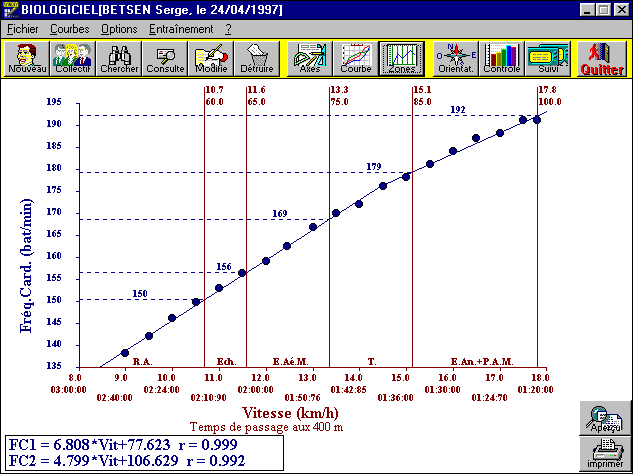 BIOLOGICIEL[BETSEN Serge, le 24/04/1997]
Fichier Courbes Options Entraînement ?
Nouveau Collectif Chercher Consulte Modifie Détruire Axes Courbe Zones Orientat. Contrôle Suivi Quitter
O N E
10.7 11.6 13.3 15.1 17.8
60.0 65.0 75.0 85.0 100.0
195
192
190
185
180
179
175
170
169
165
160
156
155
150
150
145
140
135
R.A. Ech. E.Aé.M. T. E.An.+P.A.M.
Fréq.Card. (bat/min)
8.0 9.0 10.0 11.0 12.0 13.0 14.0 15.0 16.0 17.0 18.0
03:00:00 02:24:00 02:00:00 01:42:85 01:30:00 01:20:00
02:40:00 02:10:90 01:50:76 01:36:00 01:24:70
Vitesse (km/h)
Temps de passage aux 400 m
FC1 = 6.808*Vit+77.623 r = 0.999
FC2 = 4.799*Vit+106.629 r = 0.992
Aperçu
imprimer